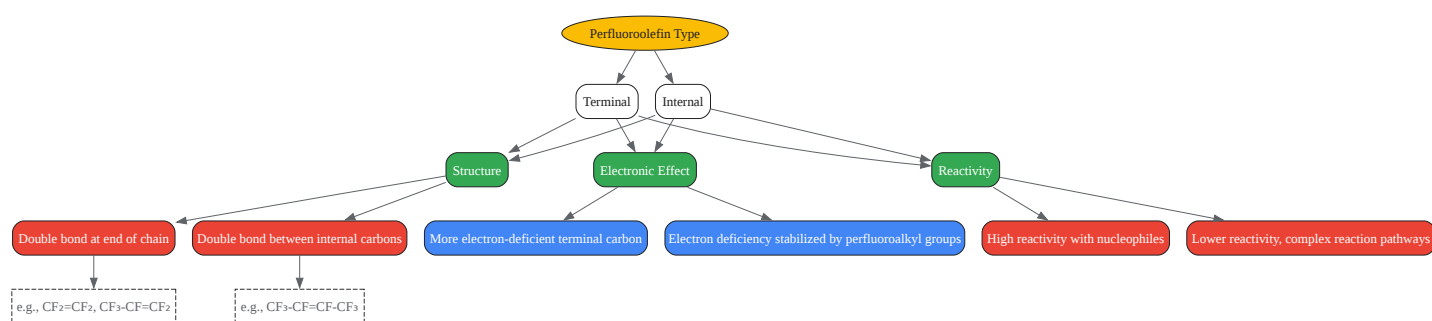 Perfluoroolefin Type
Terminal
Internal
Structure
Electronic Effect
Reactivity
Double bond at end of chain
Double bond between internal carbons
More electron-deficient terminal carbon
Electron deficiency stabilized by perfluoroalkyl groups
High reactivity with nucleophiles
Lower reactivity, complex reaction pathways
e.g., CF₂=CF₂, CF₃-CF=CF₂
e.g., CF₃-CF=CF-CF₃